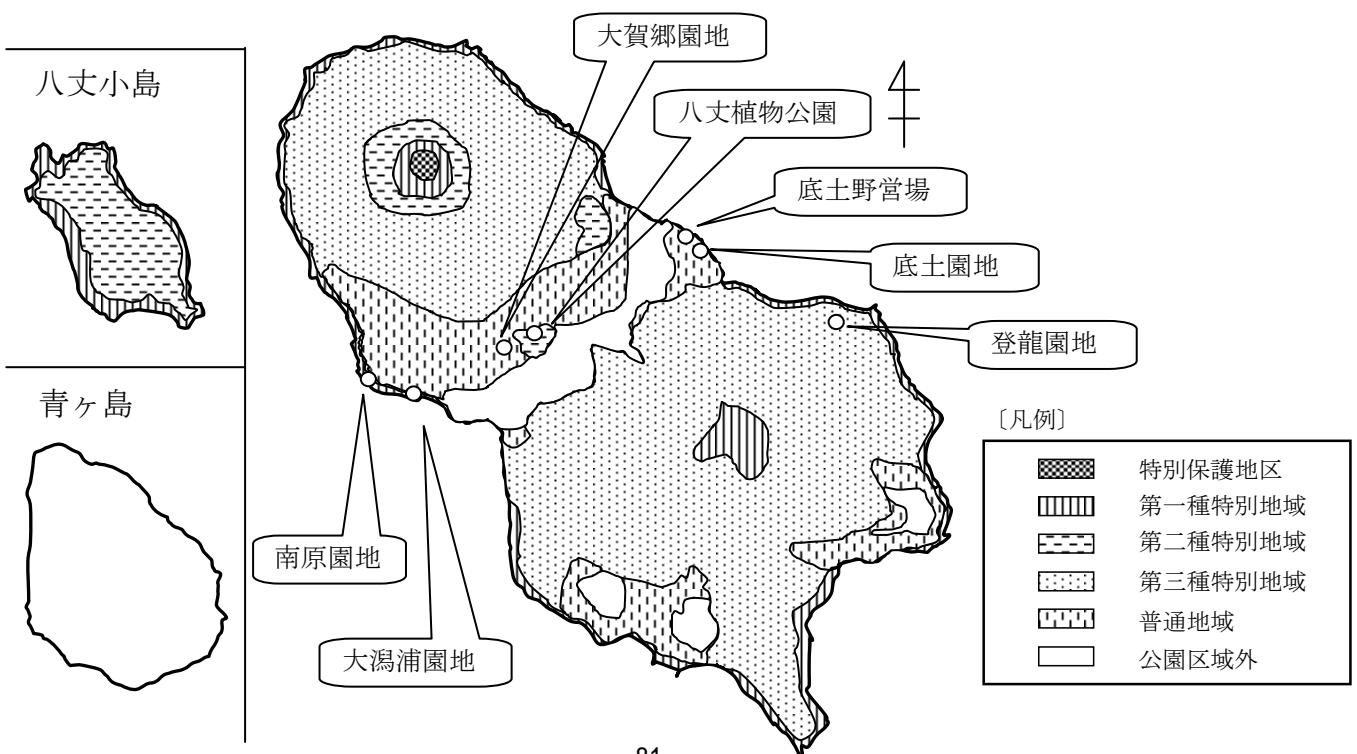 大賀郷園地
八丈小島
八丈植物公園
底土野営場
底土園地
登龍園地
青ヶ島
〔凡例〕
特別保護地区
第一種特別地域
第二種特別地域
第三種特別地域
普通地域
公園区域外
南原園地
大潟浦園地